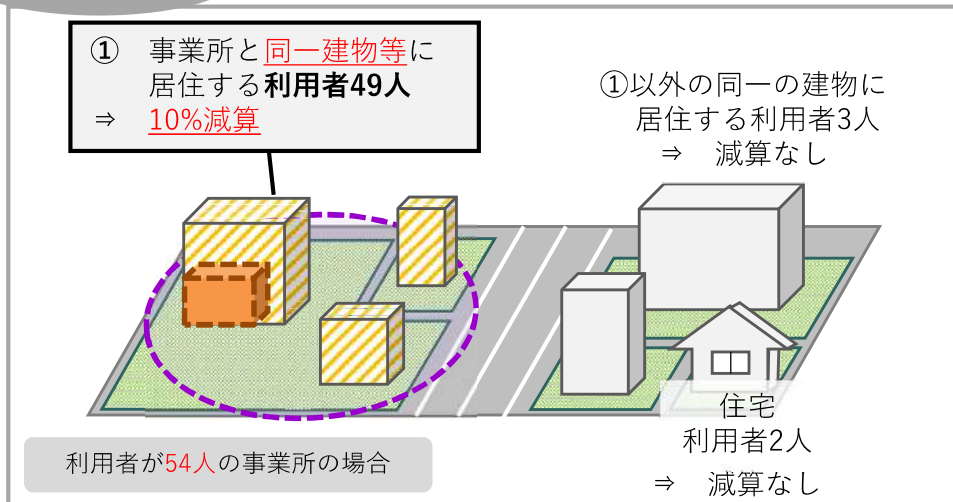 ① 事業所と同一建物等に
居住する利用者49人
⇒ 10%減算
①以外の同一の建物に
居住する利用者3人
⇒ 減算なし
住宅
利用者2人
⇒ 減算なし
利用者が54人の事業所の場合